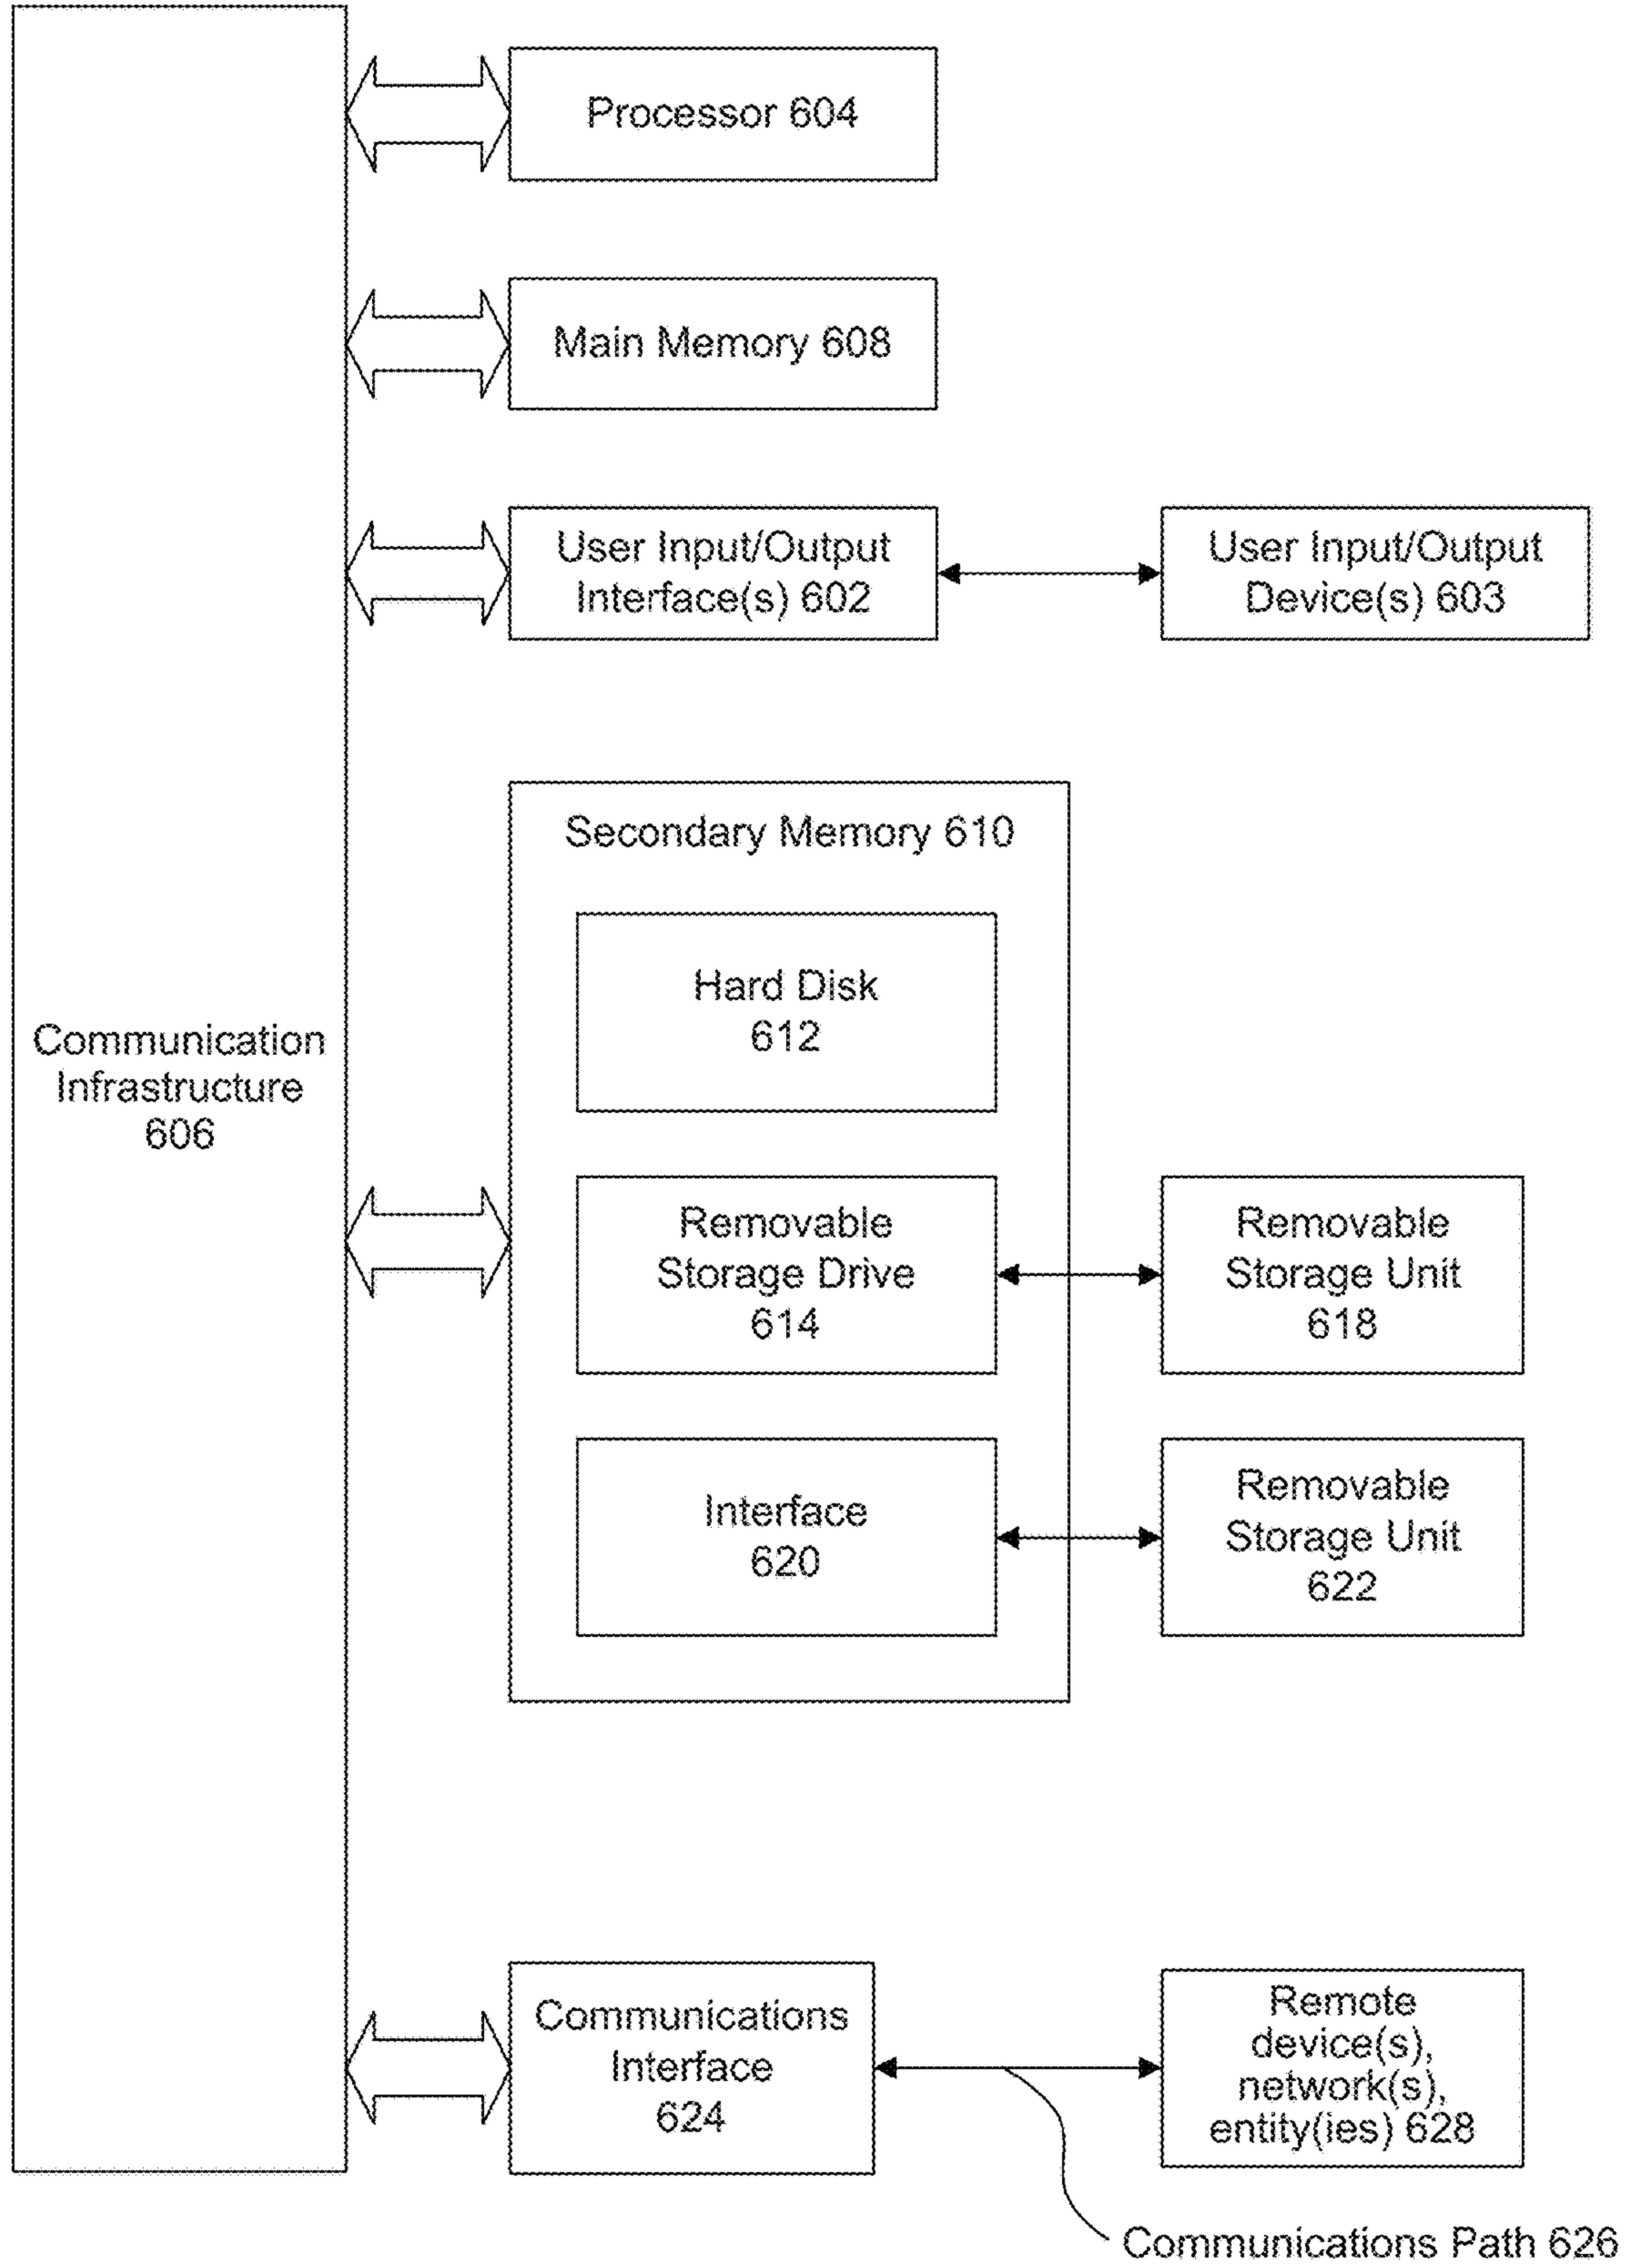 Processor 604
Main Memory 608
User Input/Output
Interface(s) 602
User Input/Output
Device(s) 603
Secondary Memory 610
Hard Disk
612
Communication
Infrastructure
606
Removable
Storage Drive
614
Removable
Storage Unit
618
Interface
620
Removable
Storage Unit
622
Communications
Interface
624
Remote
device(s),
network(s),
entity(ies) 628
Communications Path 626